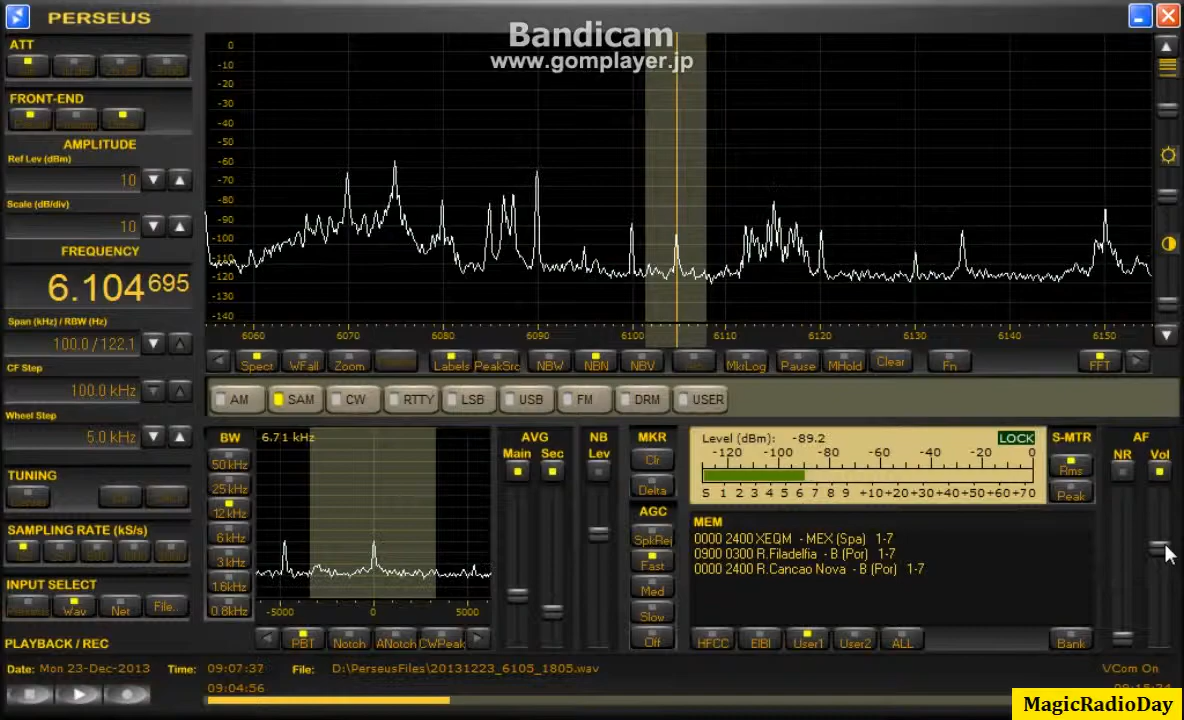 PERSEUS
Bandicam
www.gomplayer.jp
ATT
FRONT-END
AMPLITUDE
Ref Lev (dBm)
10
Scale (dB/div)
10
FREQUENCY
6.104695
Span (kHz) / RBW (Hz)
100.0 / 122.1
CF Step
100.0 kHz
Wheel Step
5.0 kHz
TUNING
SAMPLING RATE (kS/s)
INPUT SELECT
Wav Net File..
PLAYBACK / REC
0
-10
-20
-30
-40
-50
-60
-70
-80
-90
-100
-110
-120
-130
-140
6060 6070 6080 6090 6100 6110 6120 6130 6140 6150
Spect WFall Zoom Labels PeakSrc NBW NBN NBV MkrLog Pause MHold Clear Fn FFT
AM SAM CW RTTY LSB USB FM DRM USER
BW
50 kHz
25 kHz
12 kHz
6 kHz
3 kHz
1.6kHz
0.8kHz
6.71 kHz
-5000 0 5000
PBT Notch ANotch CWPeak
AVG
Main Sec
NB
Lev
MKR
Clr
Delta
AGC
SpkRej
Fast
Med
Slow
Off
Level (dBm): -89.2 LOCK
-120 -100 -80 -60 -40 -20 0
S 1 2 3 4 5 6 7 8 9 +10+20+30+40+50+60+70
S-MTR
Rms
Peak
AF
NR Vol
MEM
0000 2400 XEQM - MEX (Spa) 1-7
0900 0300 R.Filadelfia - B (Por) 1-7
0000 2400 R.Cancao Nova - B (Por) 1-7
HFCC EIBI User1 User2 ALL Bank
Date: Mon 23-Dec-2013 Time: 09:07:37 File: D:\PerseusFiles\20131223_6105_1805.wav VCom On
09:04:56
MagicRadioDay